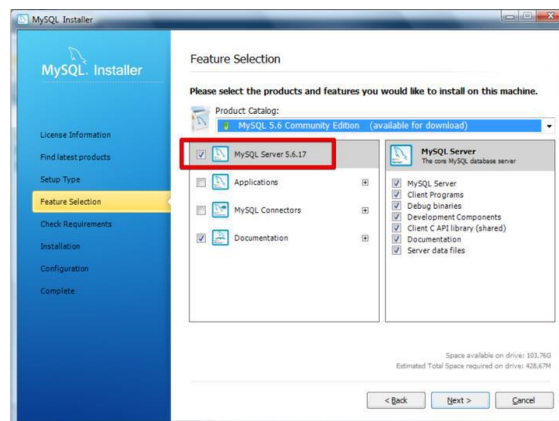 MySQL Installer
MySQL. Installer
License Information
Find latest products
Setup Type
Feature Selection
Check Requirements
Installation
Configuration
Complete
Feature Selection
Please select the products and features you would like to install on this machine.
Product Catalog:
MySQL 5.6 Community Edition (available for download)
MySQL Server 5.6.17
Applications
MySQL Connectors
Documentation
MySQL Server
The core MySQL database server
MySQL Server
Client Programs
Debug binaries
Development Components
Client C API library (shared)
Documentation
Server data files
Space available on drive: 103,76G
Estimated Total Space required on drive: 428,67M
< Back
Next >
Cancel